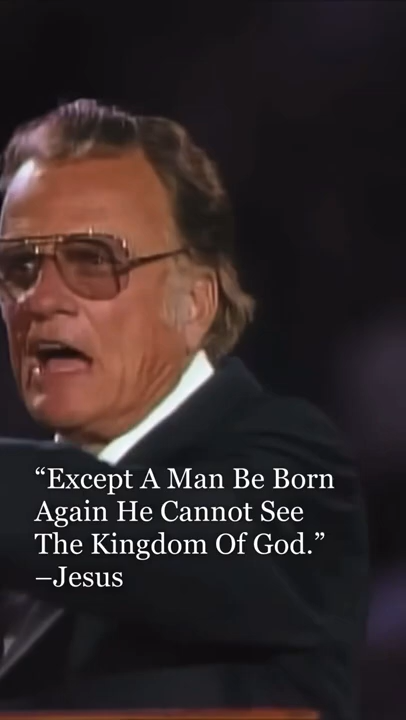 “Except A Man Be Born
Again He Cannot See
The Kingdom Of God.”
–Jesus